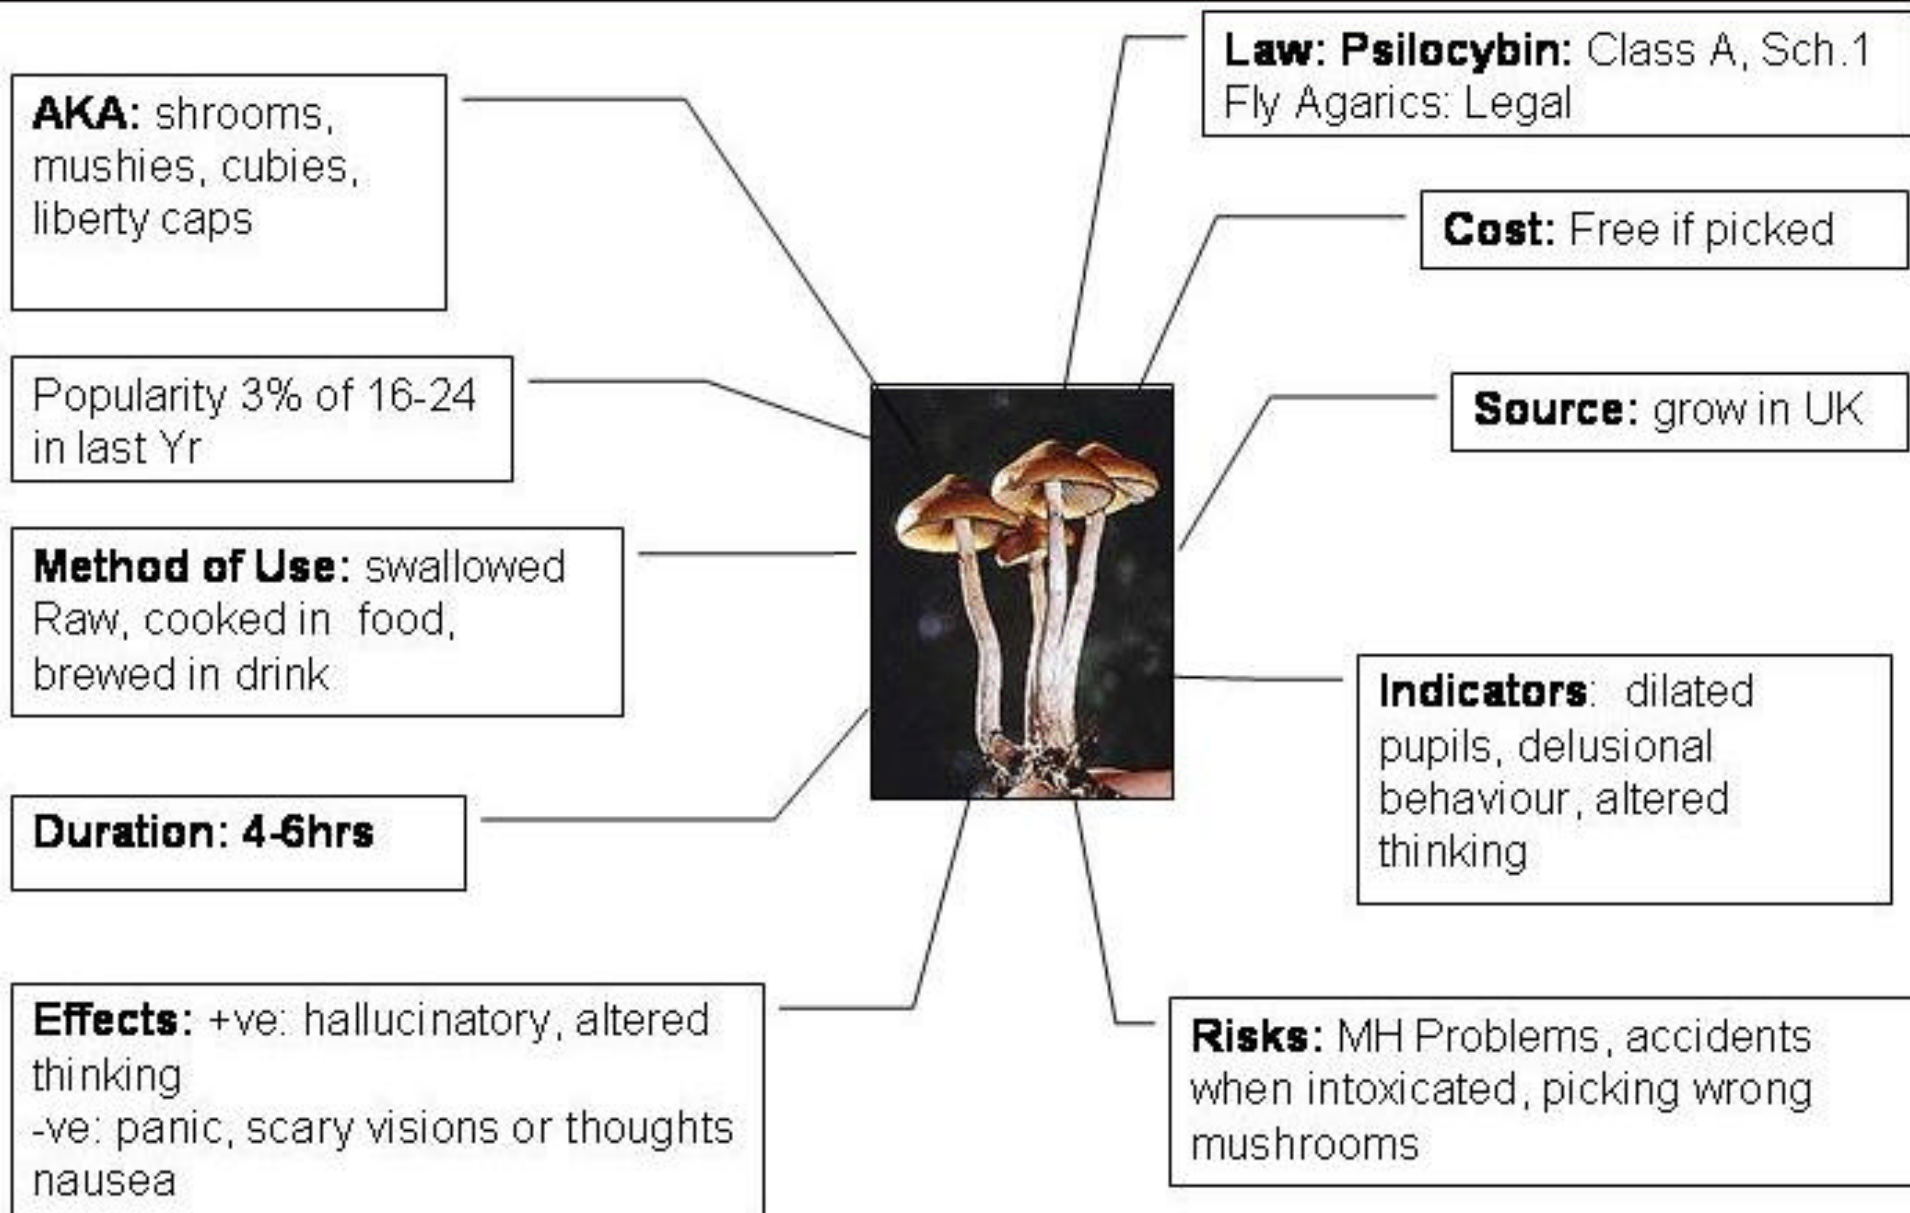 AKA: shrooms,
mushies, cubies,
liberty caps
Popularity 3% of 16-24
in last Yr
Method of Use: swallowed
Raw, cooked in food,
brewed in drink
Duration: 4-6hrs
Effects: +ve: hallucinatory, altered
thinking
-ve: panic, scary visions or thoughts
nausea
Law: Psilocybin: Class A, Sch.1
Fly Agarics: Legal
Cost: Free if picked
Source: grow in UK
Indicators: dilated
pupils, delusional
behaviour, altered
thinking
Risks: MH Problems, accidents
when intoxicated, picking wrong
mushrooms